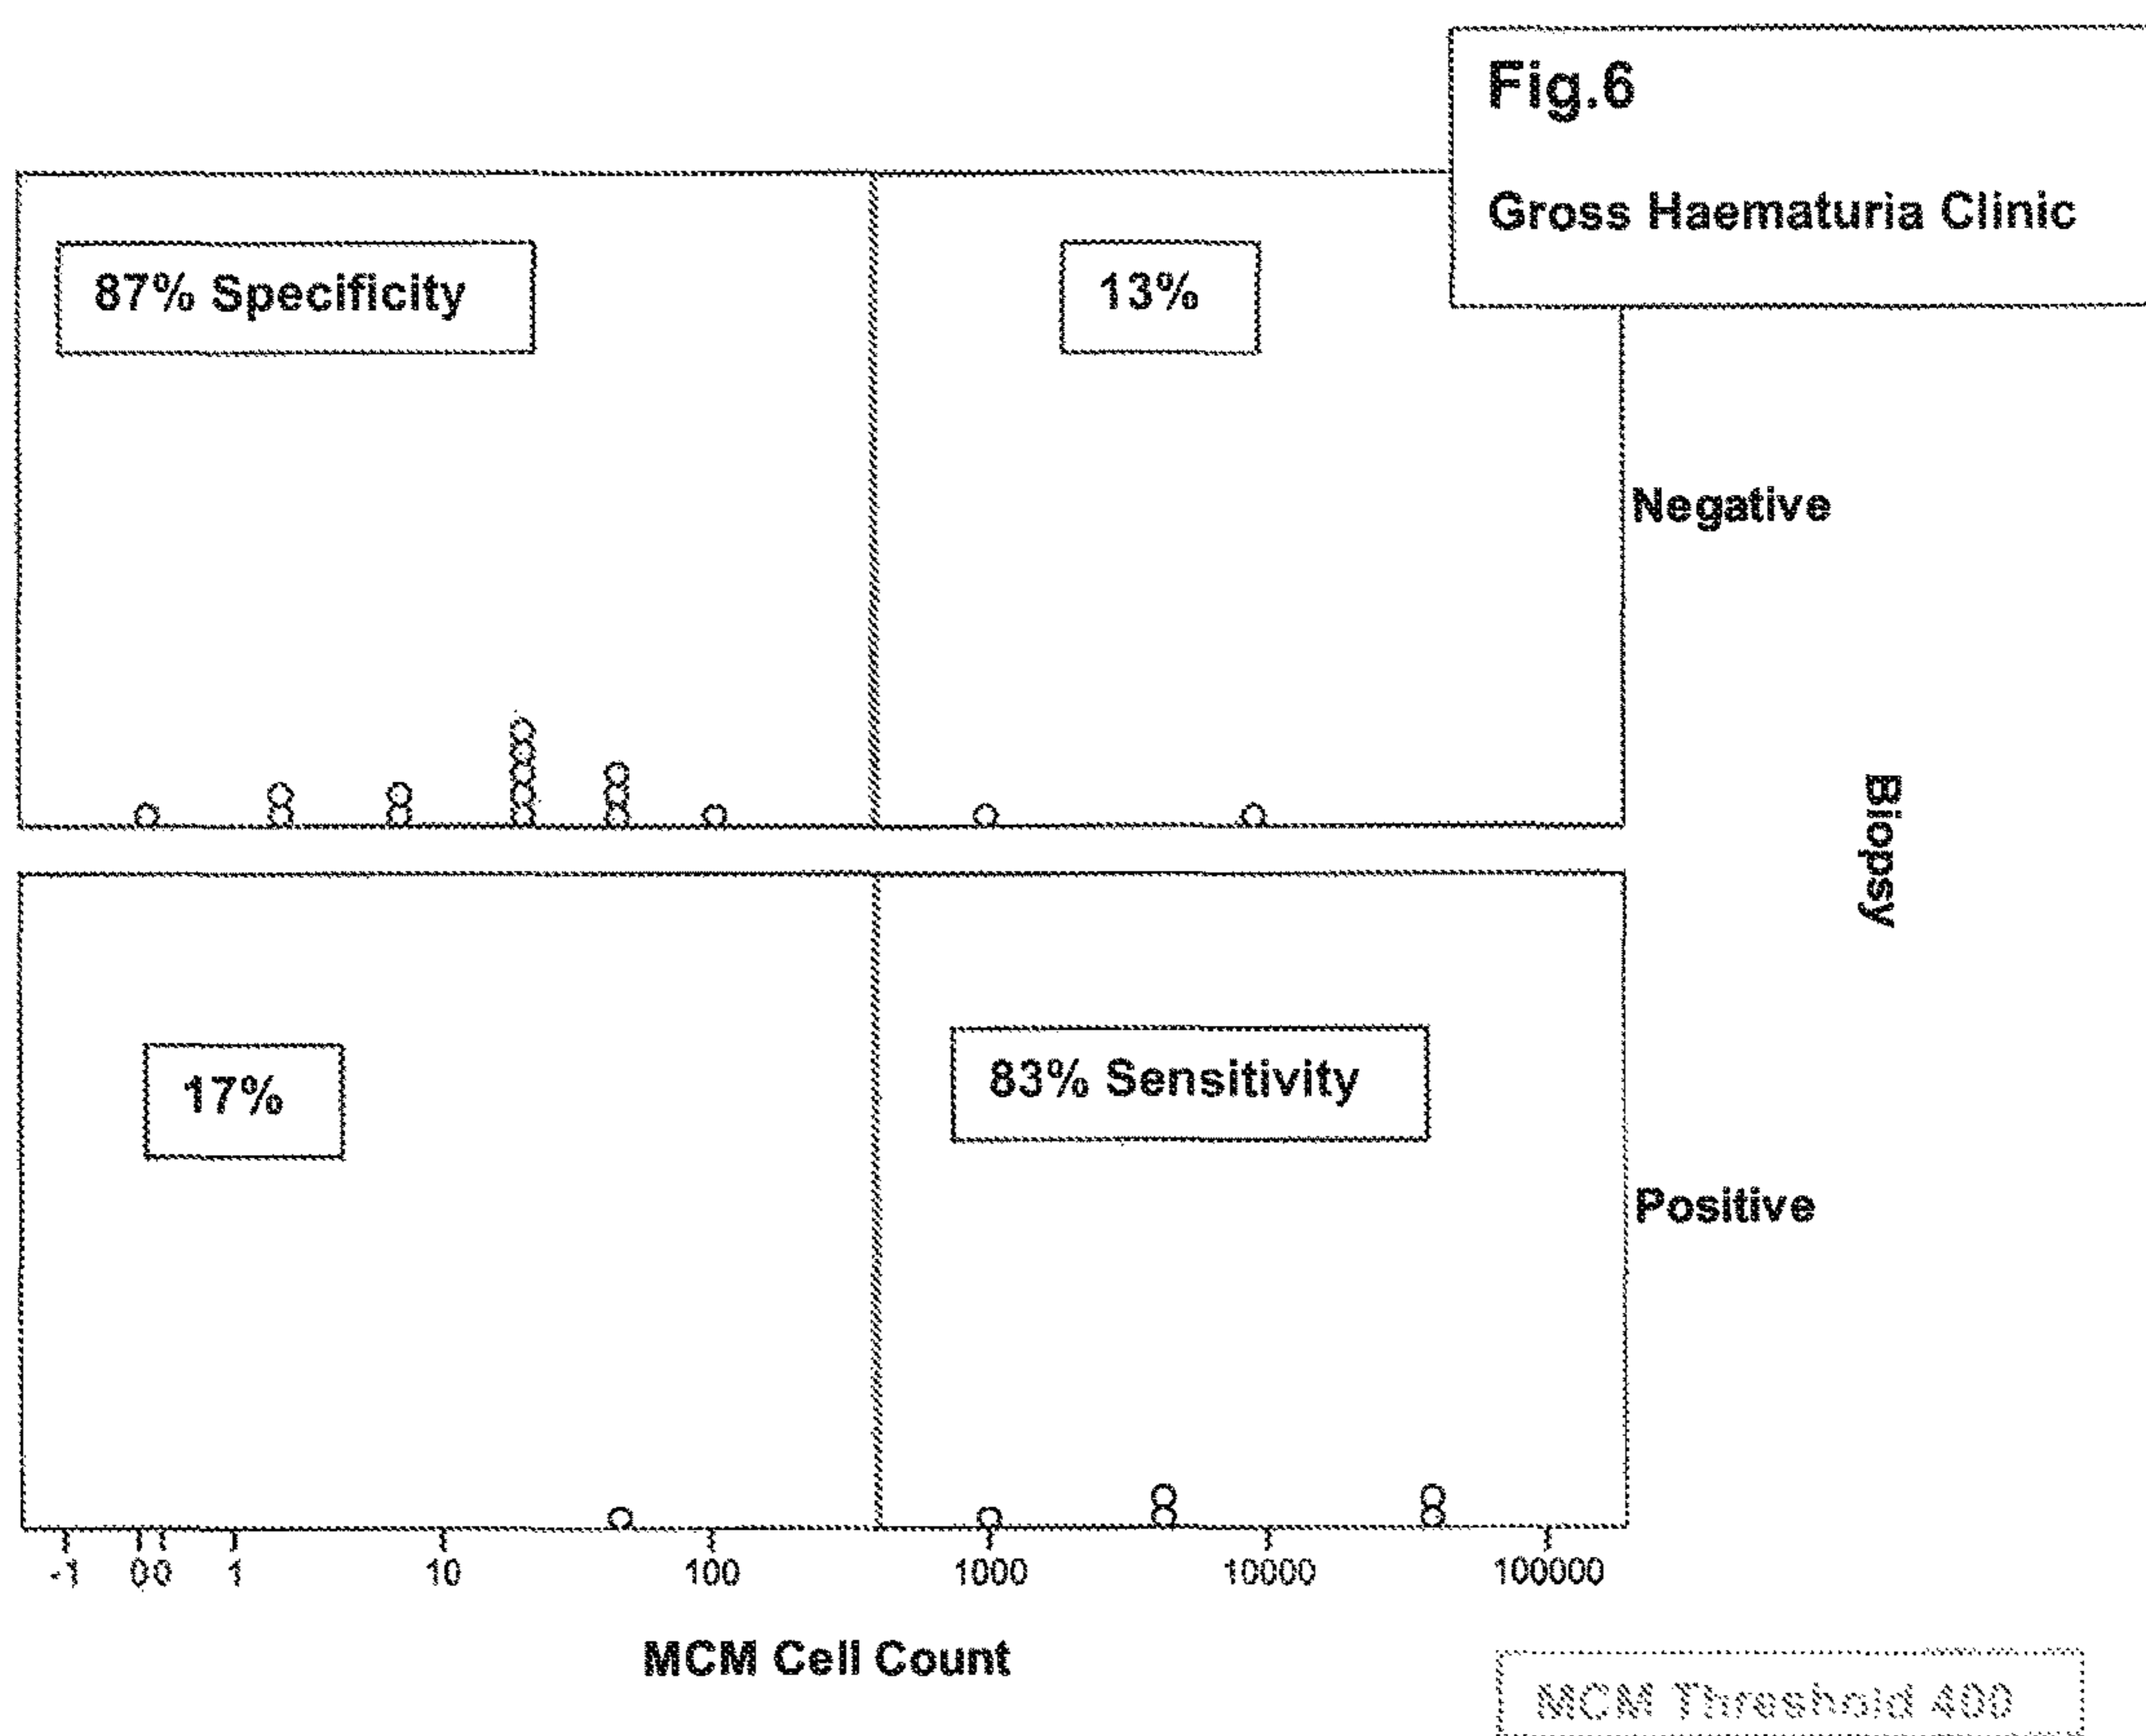 Fig.6
Gross Haematuria Clinic
87% Specificity
13%
Negative
Biopsy
17%
83% Sensitivity
Positive
-1 0 0 1 10 100 1000 10000 100000
MCM Cell Count
MCM Threshold 400